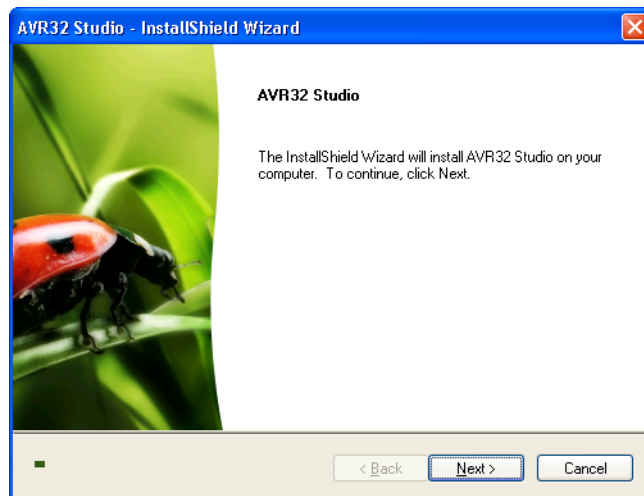 AVR32 Studio - InstallShield Wizard
AVR32 Studio
The InstallShield Wizard will install AVR32 Studio on your
computer. To continue, click Next.
< Back
Next >
Cancel